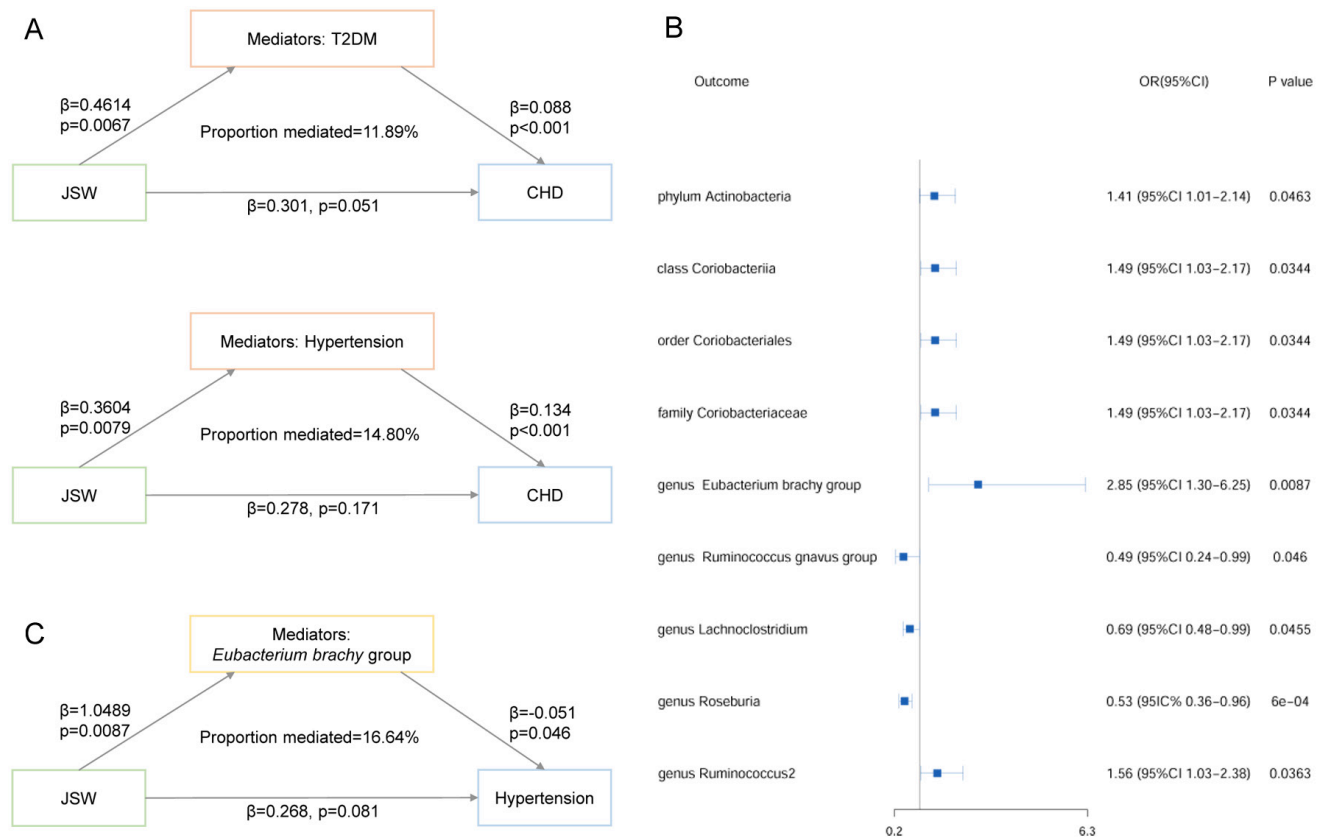 A
Mediators: T2DM
β=0.4614
p=0.0067
Proportion mediated=11.89%
β=0.088
p<0.001
JSW
CHD
β=0.301, p=0.051
Mediators: Hypertension
β=0.3604
p=0.0079
Proportion mediated=14.80%
β=0.134
p<0.001
JSW
CHD
β=0.278, p=0.171
C
Mediators:
Eubacterium brachy group
β=1.0489
p=0.0087
Proportion mediated=16.64%
β=-0.051
p=0.046
JSW
Hypertension
β=0.268, p=0.081
B
Outcome OR(95%CI) P value
phylum Actinobacteria 1.41 (95%CI 1.01−2.14) 0.0463
class Coriobacteriia 1.49 (95%CI 1.03−2.17) 0.0344
order Coriobacteriales 1.49 (95%CI 1.03−2.17) 0.0344
family Coriobacteriaceae 1.49 (95%CI 1.03−2.17) 0.0344
genus Eubacterium brachy group 2.85 (95%CI 1.30−6.25) 0.0087
genus Ruminococcus gnavus group 0.49 (95%CI 0.24−0.99) 0.046
genus Lachnoclostridium 0.69 (95%CI 0.48−0.99) 0.0455
genus Roseburia 0.53 (95IC% 0.36−0.96) 6e−04
genus Ruminococcus2 1.56 (95%CI 1.03−2.38) 0.0363
0.2 6.3